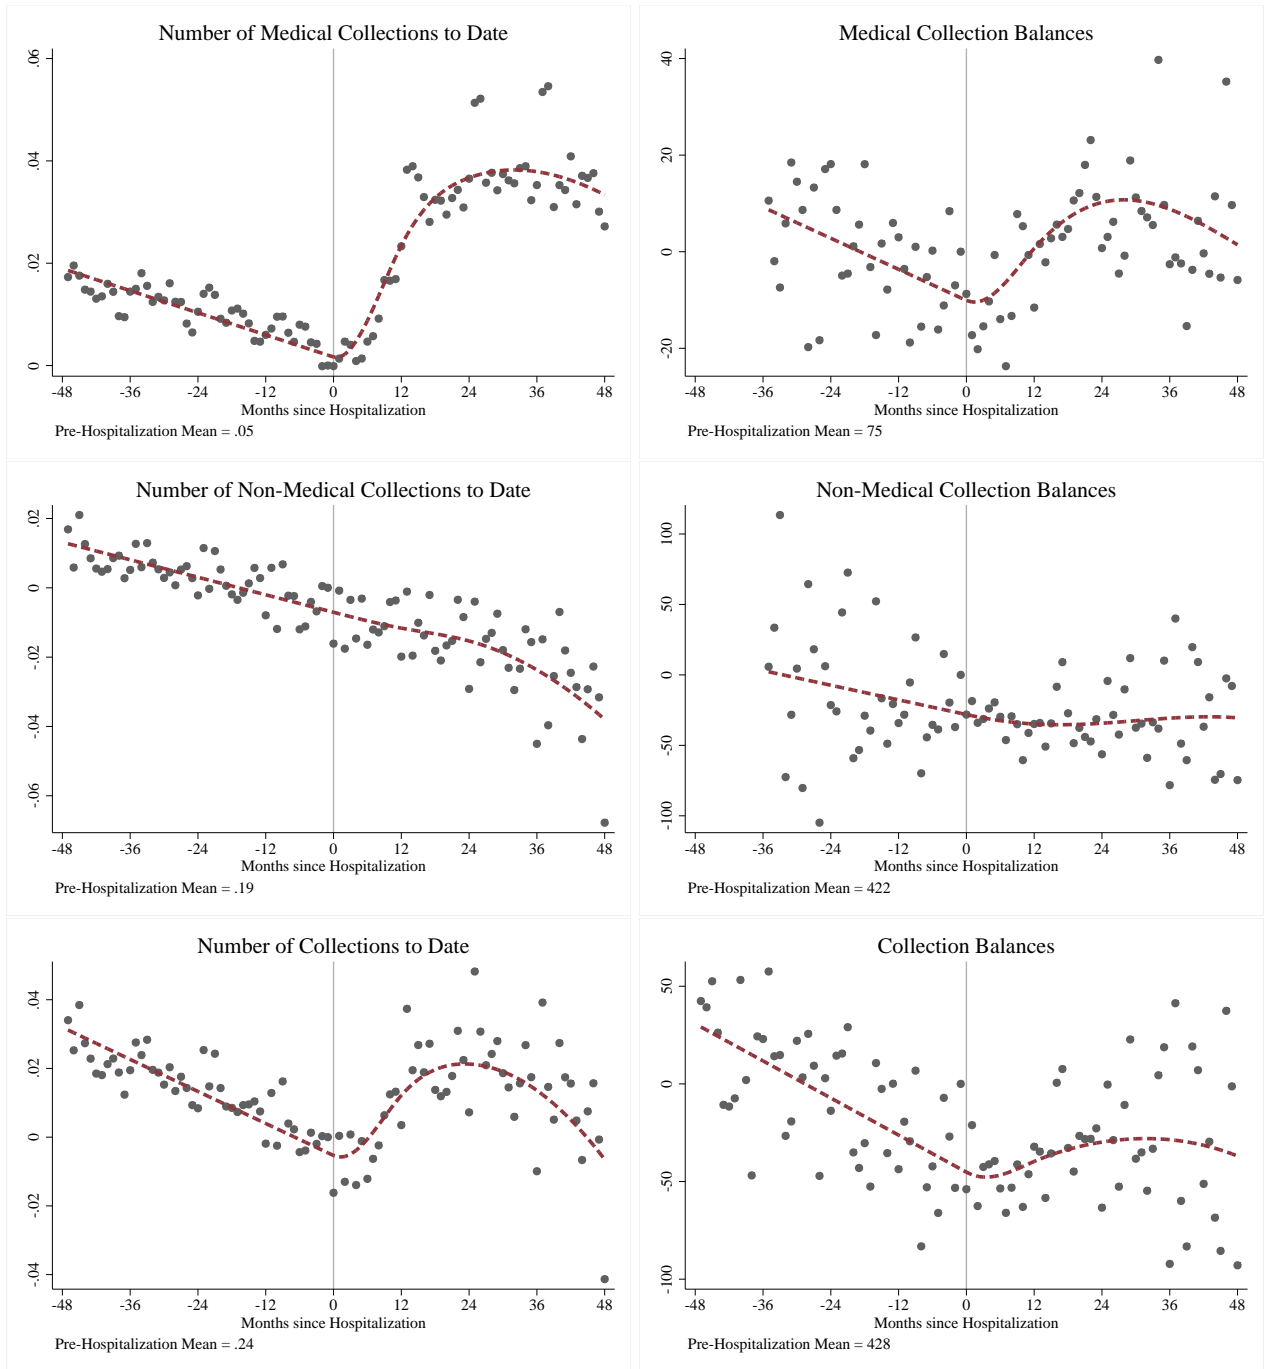 Number of Medical Collections to Date
.06
.04
.02
0
-48 -36 -24 -12 0 12 24 36 48
Months since Hospitalization
Pre-Hospitalization Mean = .05
Medical Collection Balances
40
20
0
-20
-48 -36 -24 -12 0 12 24 36 48
Months since Hospitalization
Pre-Hospitalization Mean = 75
Number of Non-Medical Collections to Date
.02
0
-.02
-.04
-.06
-48 -36 -24 -12 0 12 24 36 48
Months since Hospitalization
Pre-Hospitalization Mean = .19
Non-Medical Collection Balances
100
50
0
-50
-100
-48 -36 -24 -12 0 12 24 36 48
Months since Hospitalization
Pre-Hospitalization Mean = 422
Number of Collections to Date
.04
.02
0
-.02
-.04
-48 -36 -24 -12 0 12 24 36 48
Months since Hospitalization
Pre-Hospitalization Mean = .24
Collection Balances
50
0
-50
-100
-48 -36 -24 -12 0 12 24 36 48
Months since Hospitalization
Pre-Hospitalization Mean = 428